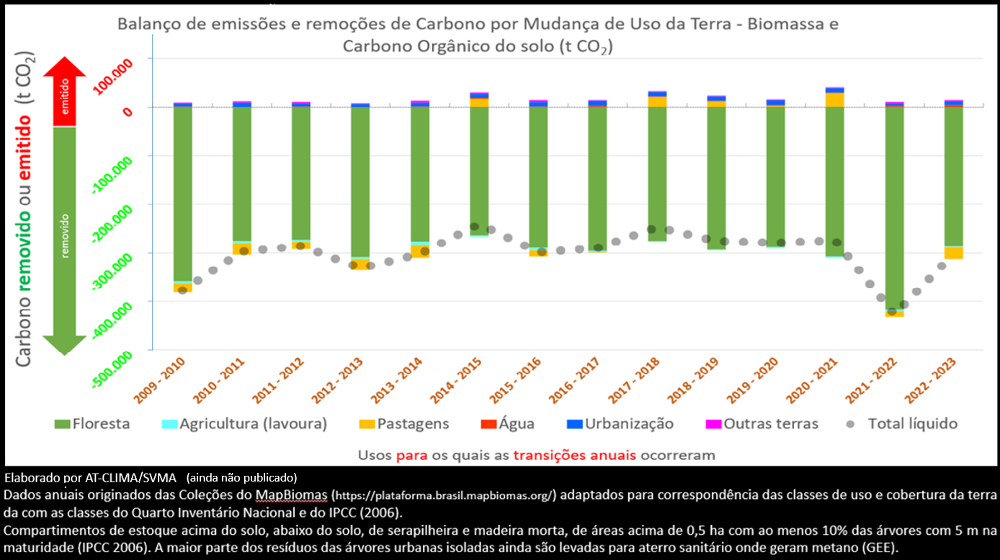 Balanço de emissões e remoções de Carbono por Mudança de Uso da Terra - Biomassa e
Carbono Orgânico do solo (t CO₂)
Carbono removido ou emitido (t CO₂)
emitido
removido
100.000
0
-100.000
-200.000
-300.000
-400.000
-500.000
2009 - 2010
2010 - 2011
2011 - 2012
2012 - 2013
2013 - 2014
2014 - 2015
2015 - 2016
2016 - 2017
2017 - 2018
2018 - 2019
2019 - 2020
2020 - 2021
2021 - 2022
2022 - 2023
Floresta Agricultura (lavoura) Pastagens Água Urbanização Outras terras Total líquido
Usos para os quais as transições anuais ocorreram
Elaborado por AT-CLIMA/SVMA (ainda não publicado)
Dados anuais originados das Coleções do MapBiomas (https://plataforma.brasil.mapbiomas.org/) adaptados para correspondência das classes de uso e cobertura da terra
da com as classes do Quarto Inventário Nacional e do IPCC (2006).
Compartimentos de estoque acima do solo, abaixo do solo, de serapilheira e madeira morta, de áreas acima de 0,5 ha com ao menos 10% das árvores com 5 m na
maturidade (IPCC 2006). A maior parte dos resíduos das árvores urbanas isoladas ainda são levadas para aterro sanitário onde geram metano (GEE).